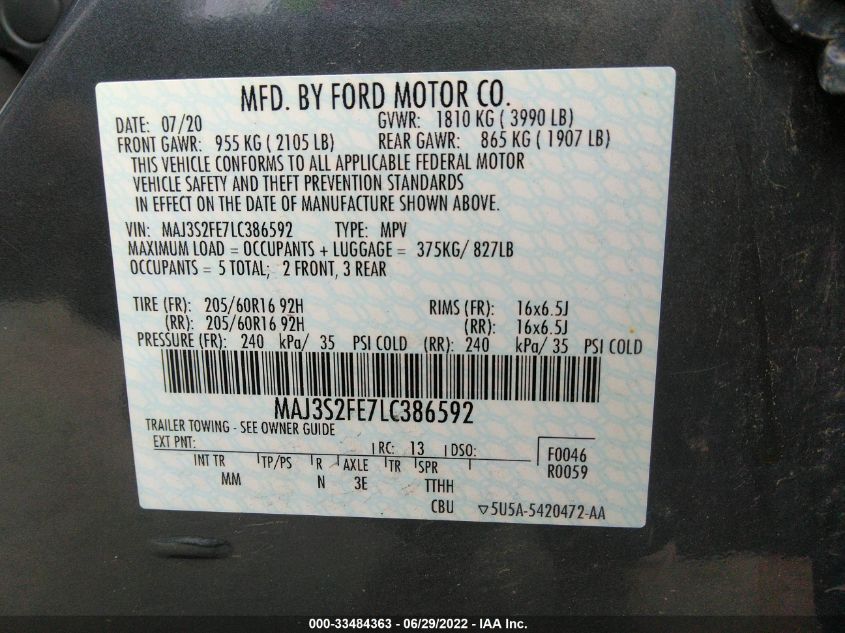 MFD. BY FORD MOTOR CO.
DATE: 07/20 GVWR: 1810 KG ( 3990 LB)
FRONT GAWR: 955 KG ( 2105 LB) REAR GAWR: 865 KG ( 1907 LB)
THIS VEHICLE CONFORMS TO ALL APPLICABLE FEDERAL MOTOR
VEHICLE SAFETY AND THEFT PREVENTION STANDARDS
IN EFFECT ON THE DATE OF MANUFACTURE SHOWN ABOVE.
VIN: MAJ3S2FE7LC386592 TYPE: MPV
MAXIMUM LOAD = OCCUPANTS + LUGGAGE = 375KG/ 827LB
OCCUPANTS = 5 TOTAL; 2 FRONT, 3 REAR
TIRE (FR): 205/60R16 92H RIMS (FR): 16x6.5J
(RR): 205/60R16 92H (RR): 16x6.5J
PRESSURE (FR): 240 kPa/ 35 PSI COLD (RR): 240 kPa/ 35 PSI COLD
MAJ3S2FE7LC386592
TRAILER TOWING - SEE OWNER GUIDE
EXT PNT: RC: 13 DSO: F0046
R0059
INT TR TP/PS R AXLE TR SPR
MM N 3E TTHH
CBU ▽5U5A-5420472-AA
000-33484363 - 06/29/2022 - IAA Inc.